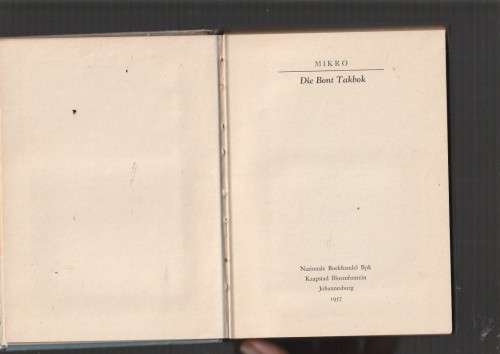 MIKRO
Die Bont Takbok
Nasionale Boekhandel Bpk
Kaapstad Bloemfontein
Johannesburg
1957